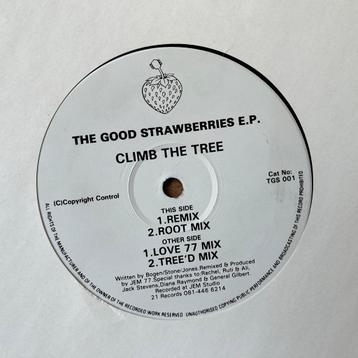 THE GOOD STRAWBERRIES E.P.
CLIMB THE TREE
Cat No:
TGS 001
(C)Copyright Control
THIS SIDE
1.REMIX
2.ROOT MIX
OTHER SIDE
1.LOVE 77 MIX
2.TREE'D MIX
Written by Bogen/Stone/Jones.Remixed & Produced
by JEM 77.Special thanks to:Rechel, Ruti & Ali,
Jack Stevens,Diana Raymond & General Gilbert.
Recorded at JEM Studio
21 Records 081-446 6214
ALL RIGHTS OF THE MANUFACTURER AND OF THE OWNER OF THE RECORDED WORK RESERVED UNAUTHORISED COPYING PUBLIC PERFORMANCE AND BROADCASTING OF THIS RECORD PROHIBITED